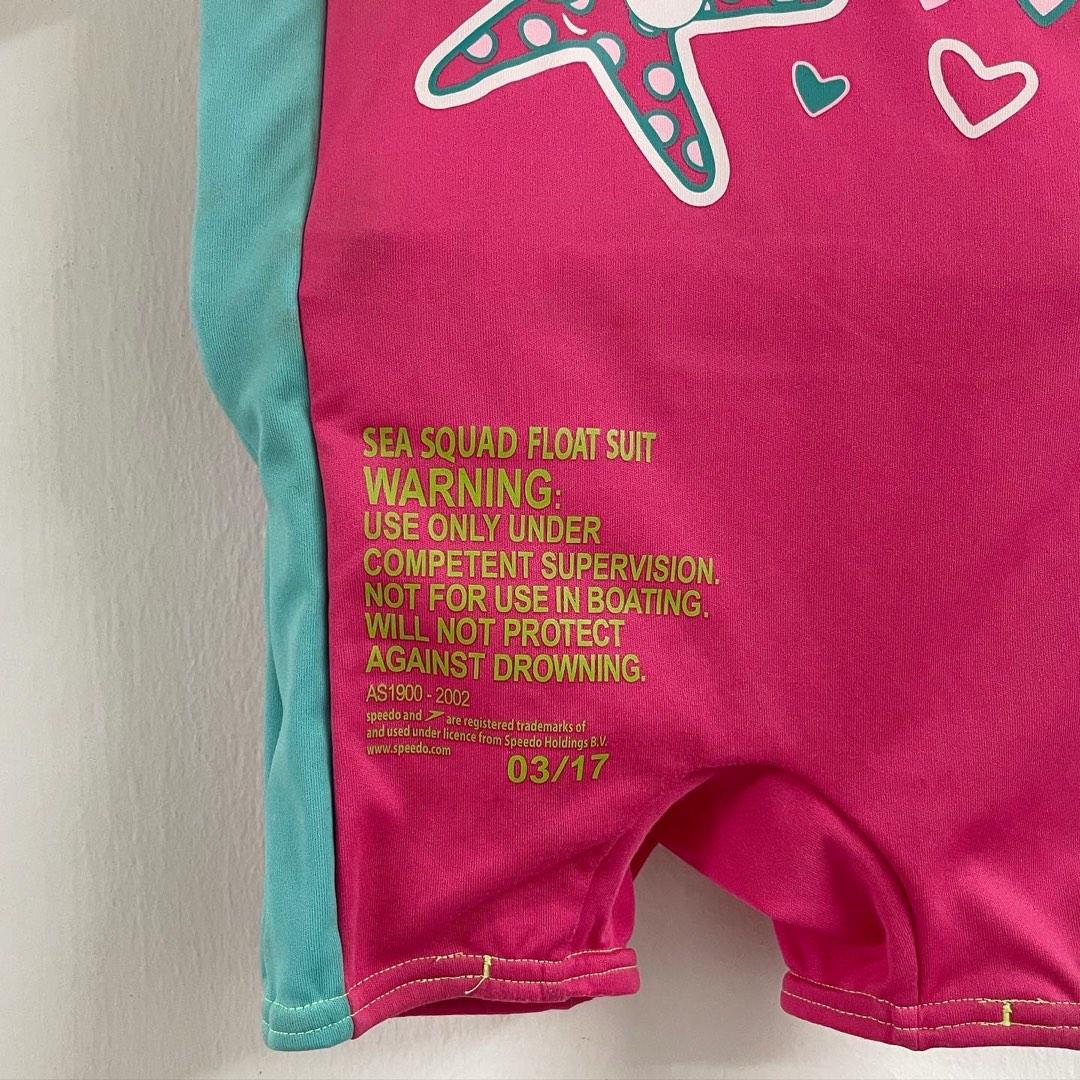 SEA SQUAD FLOAT SUIT
WARNING:
USE ONLY UNDER
COMPETENT SUPERVISION.
NOT FOR USE IN BOATING.
WILL NOT PROTECT
AGAINST DROWNING.
AS1900 - 2002
speedo and are registered trademarks of
and used under licence from Speedo Holdings B.V.
www.speedo.com
03/17